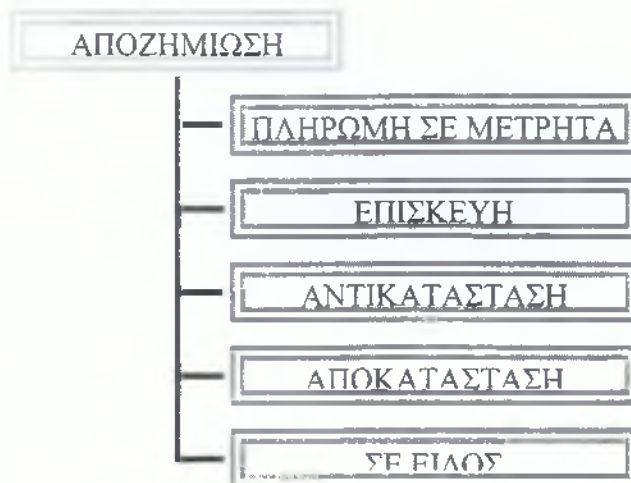 ΑΠΟΖΗΜΙΩΣΗ
ΠΛΗΡΩΜΗ ΣΕ ΜΕΤΡΗΤΑ
ΕΠΙΣΚΕΥΗ
ΑΝΤΙΚΑΤΑΣΤΑΣΗ
ΑΠΟΚΑΤΑΣΤΑΣΗ
ΣΕ ΕΙΔΟΣ